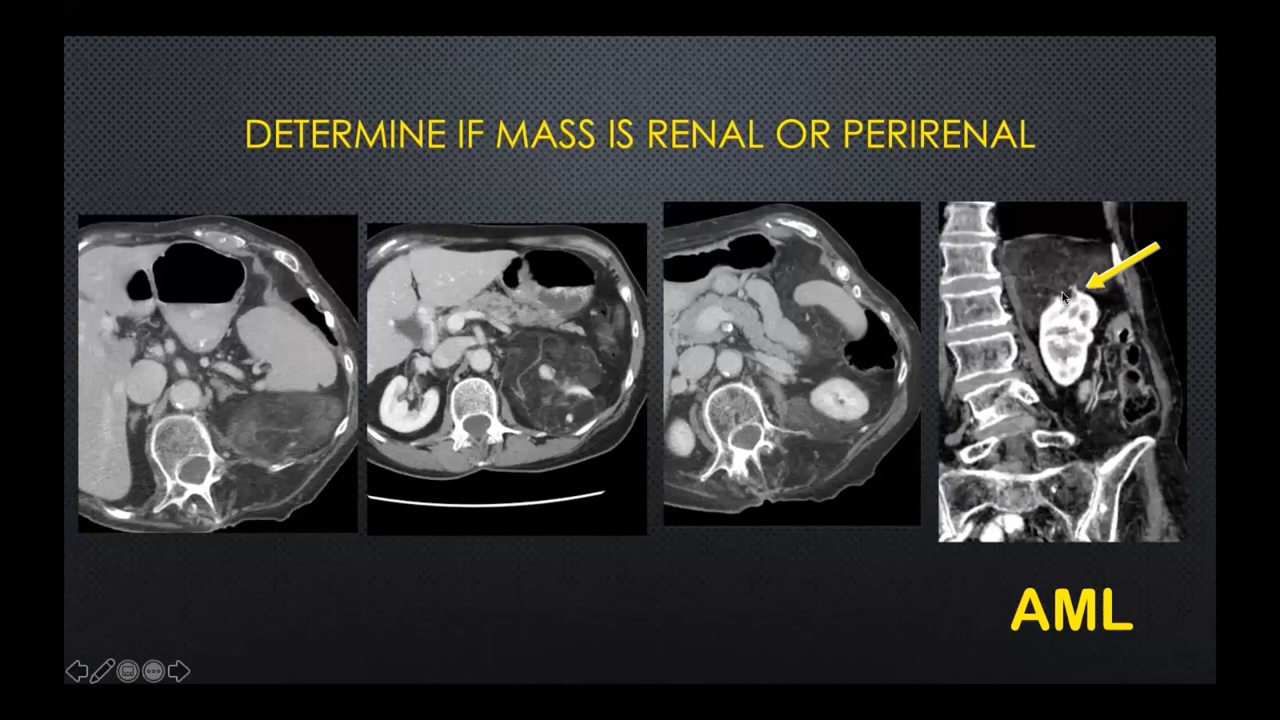 DETERMINE IF MASS IS RENAL OR PERIRENAL
AML